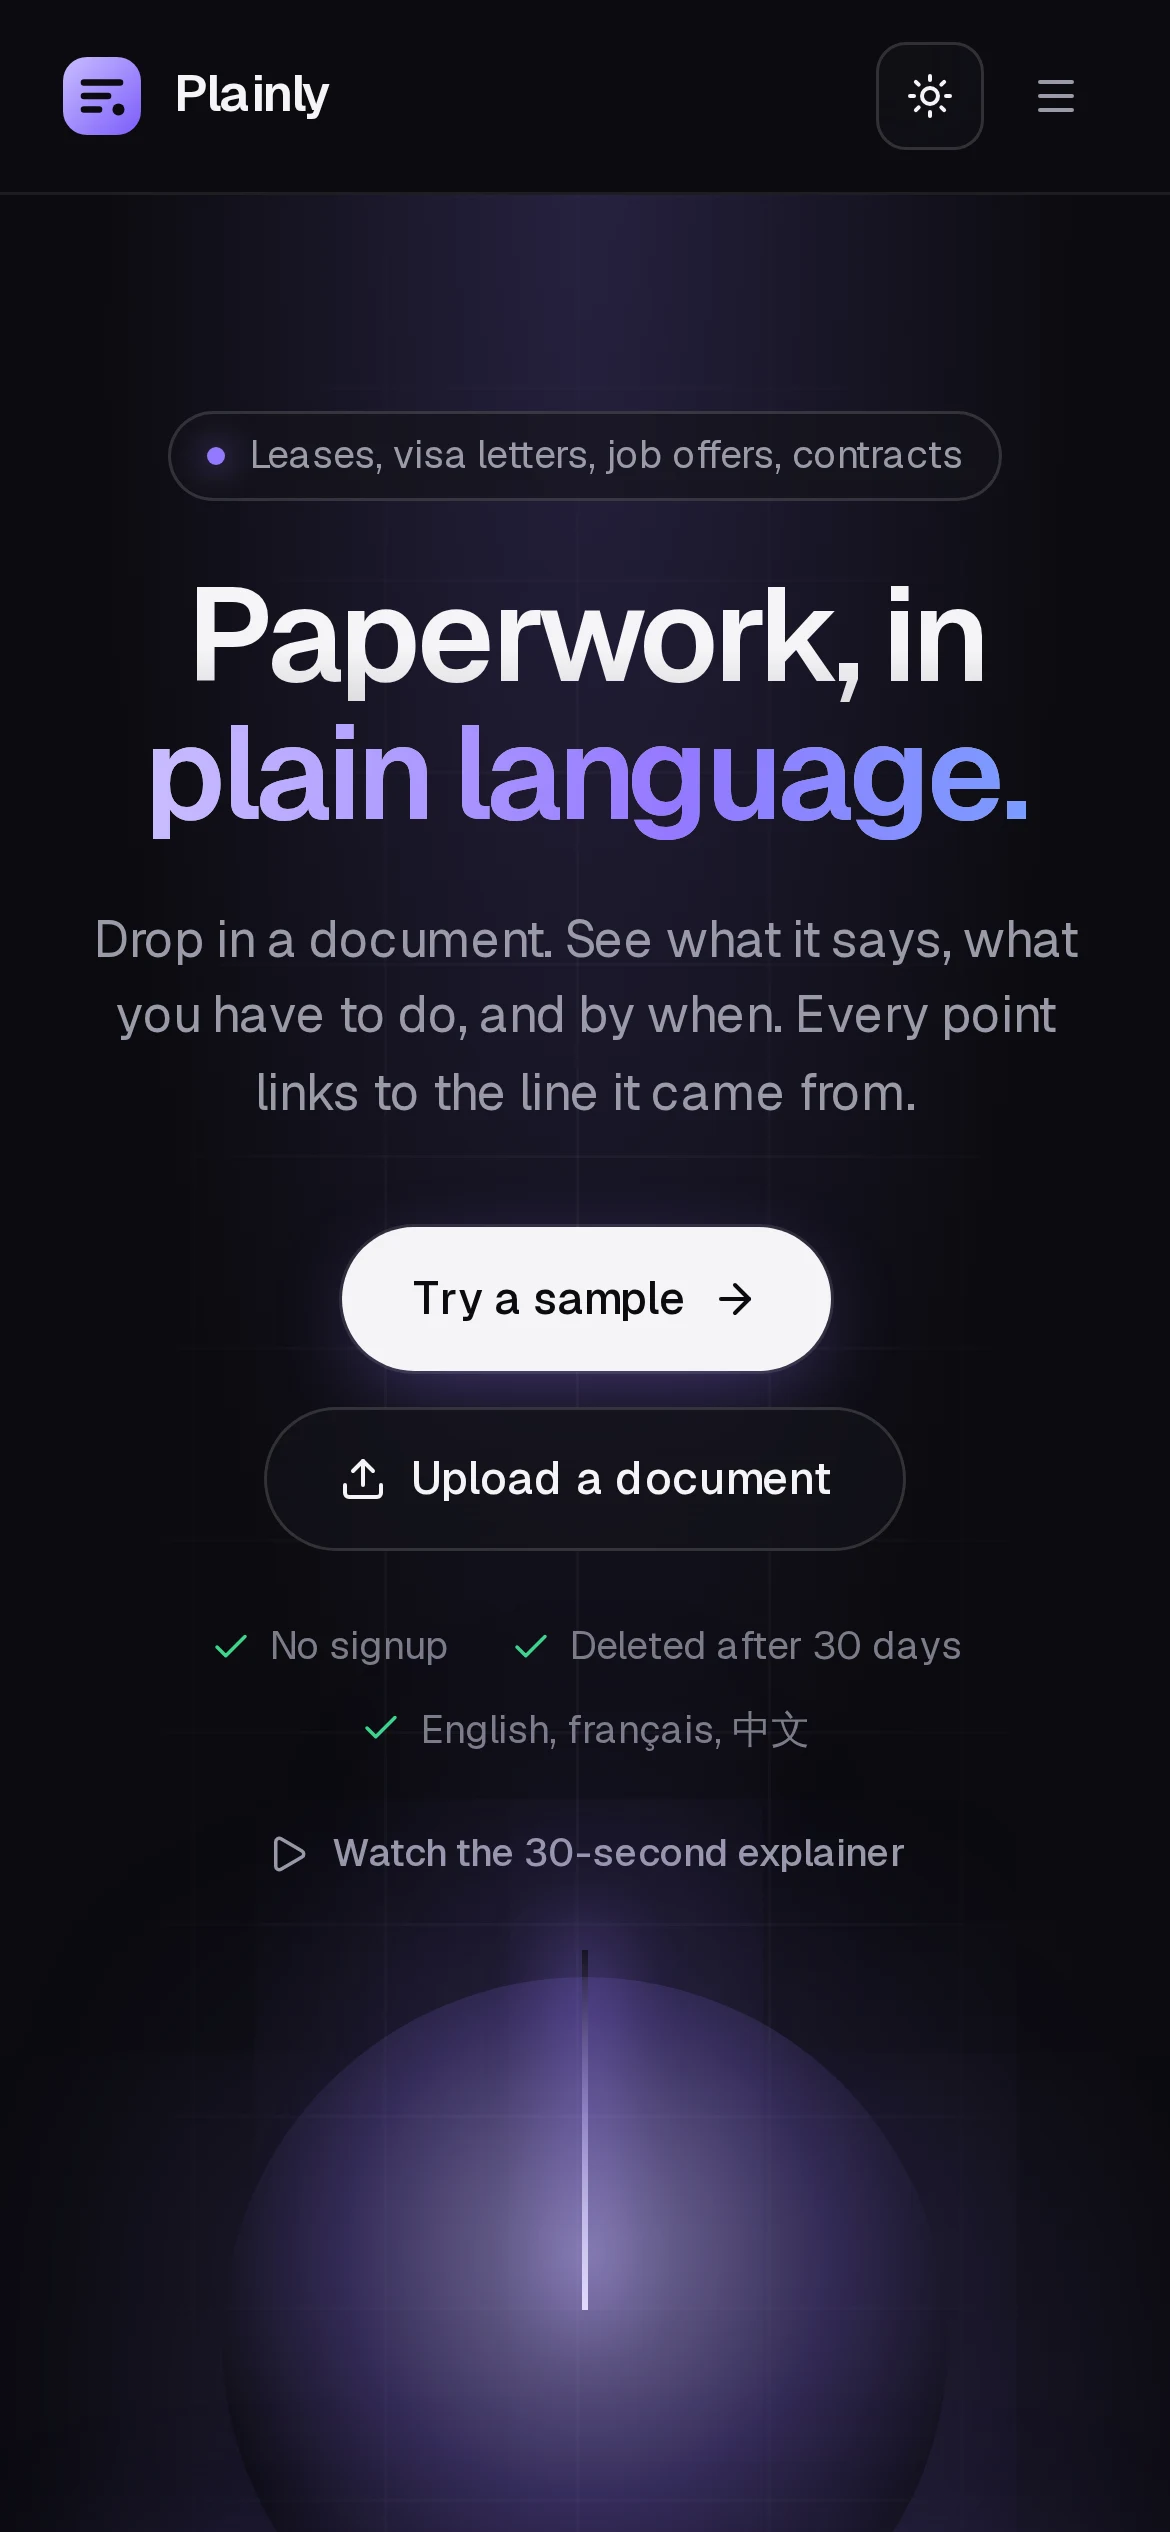 Plainly
Leases, visa letters, job offers, contracts
Paperwork, in
plain language.
Drop in a document. See what it says, what
you have to do, and by when. Every point
links to the line it came from.
Try a sample
Upload a document
No signup
Deleted after 30 days
English, français, 中文
Watch the 30-second explainer